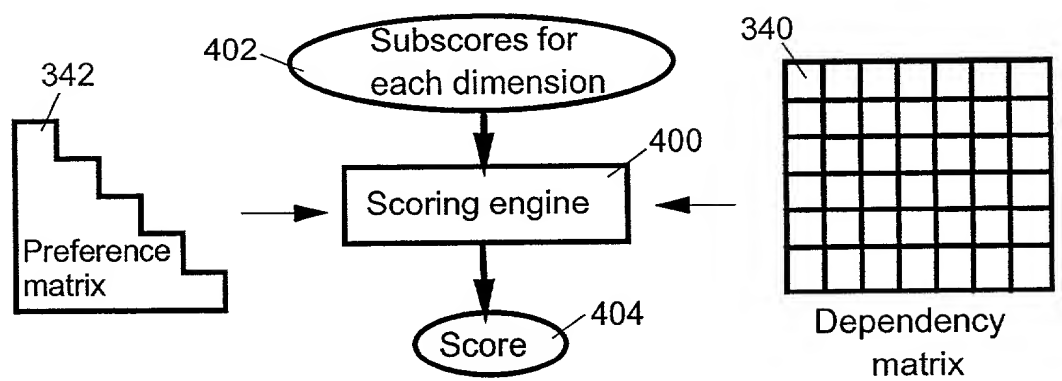 402
Subscores for
each dimension
340
342
400
Scoring engine
Preference
matrix
404
Score
Dependency
matrix